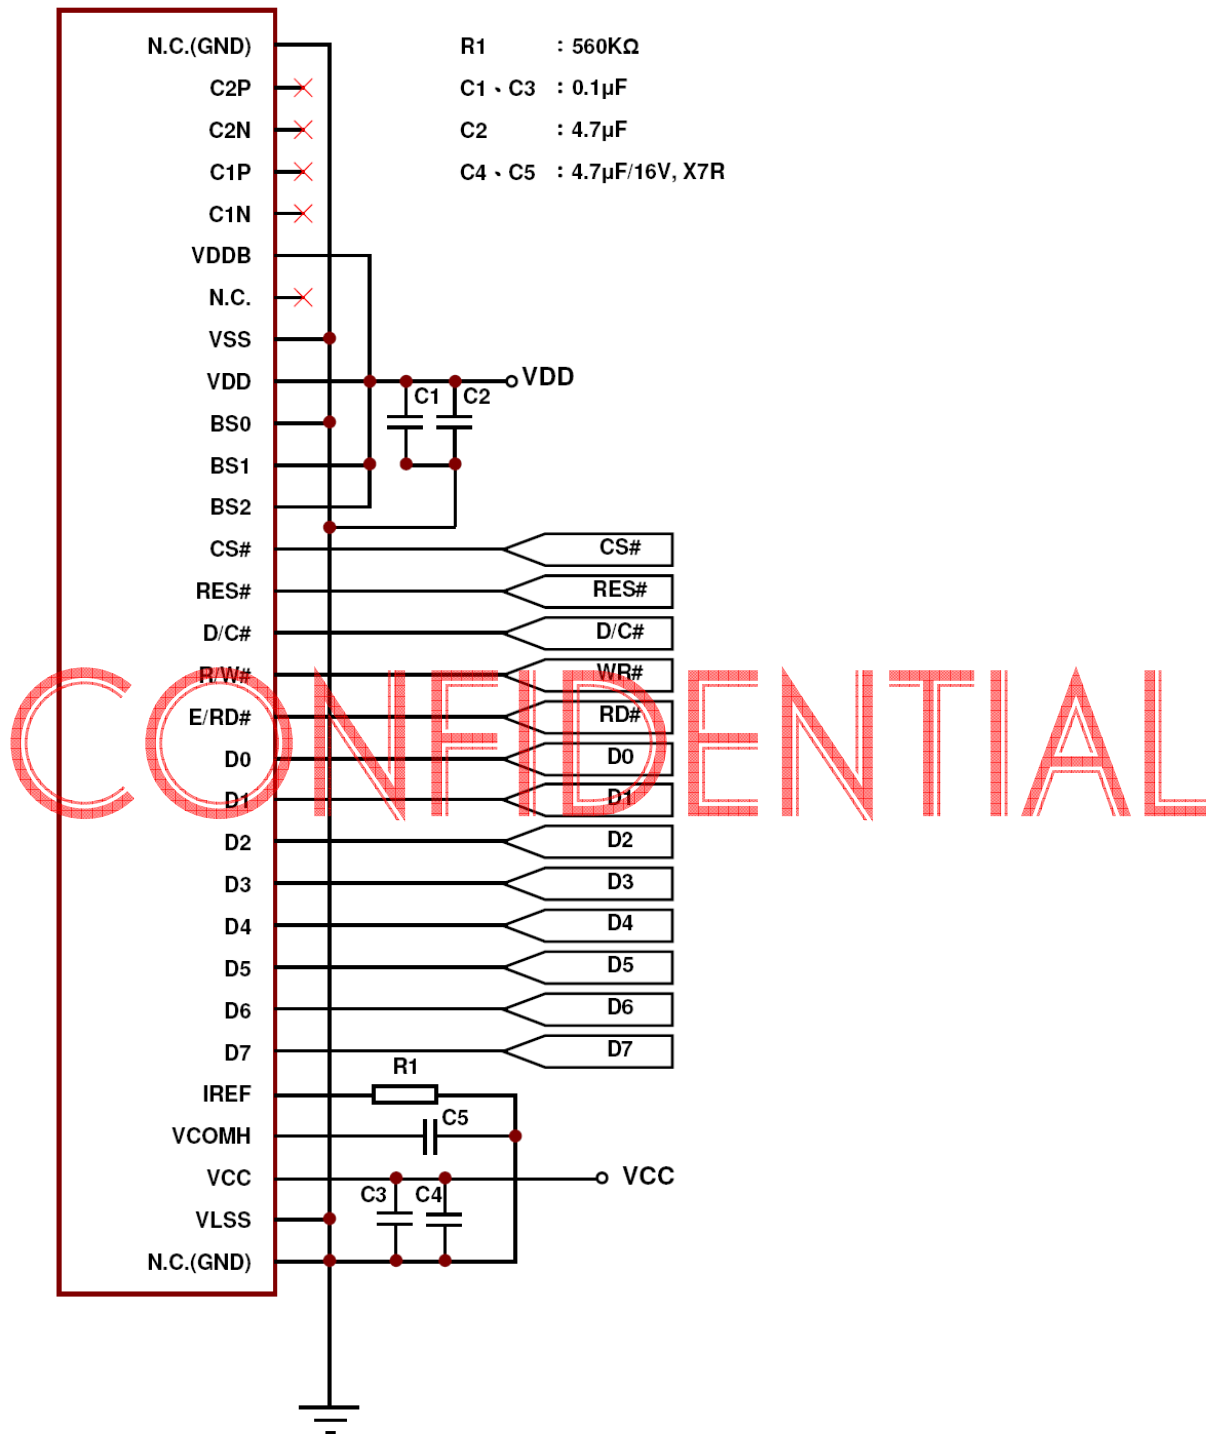 N.C.(GND)
R1 : 560KΩ
C2P
C1、C3 : 0.1µF
C2N
C2 : 4.7µF
C1P
C4、C5 : 4.7µF/16V, X7R
C1N
VDDB
N.C.
VSS
VDD
VDD
C1
C2
BS0
BS1
BS2
CS#
CS#
RES#
RES#
D/C#
D/C#
R/W#
WR#
E/RD#
RD#
CONFIDENTIAL
D0
D0
D1
D1
D2
D2
D3
D3
D4
D4
D5
D5
D6
D6
D7
D7
R1
IREF
C5
VCOMH
VCC
VCC
C3
C4
VLSS
N.C.(GND)